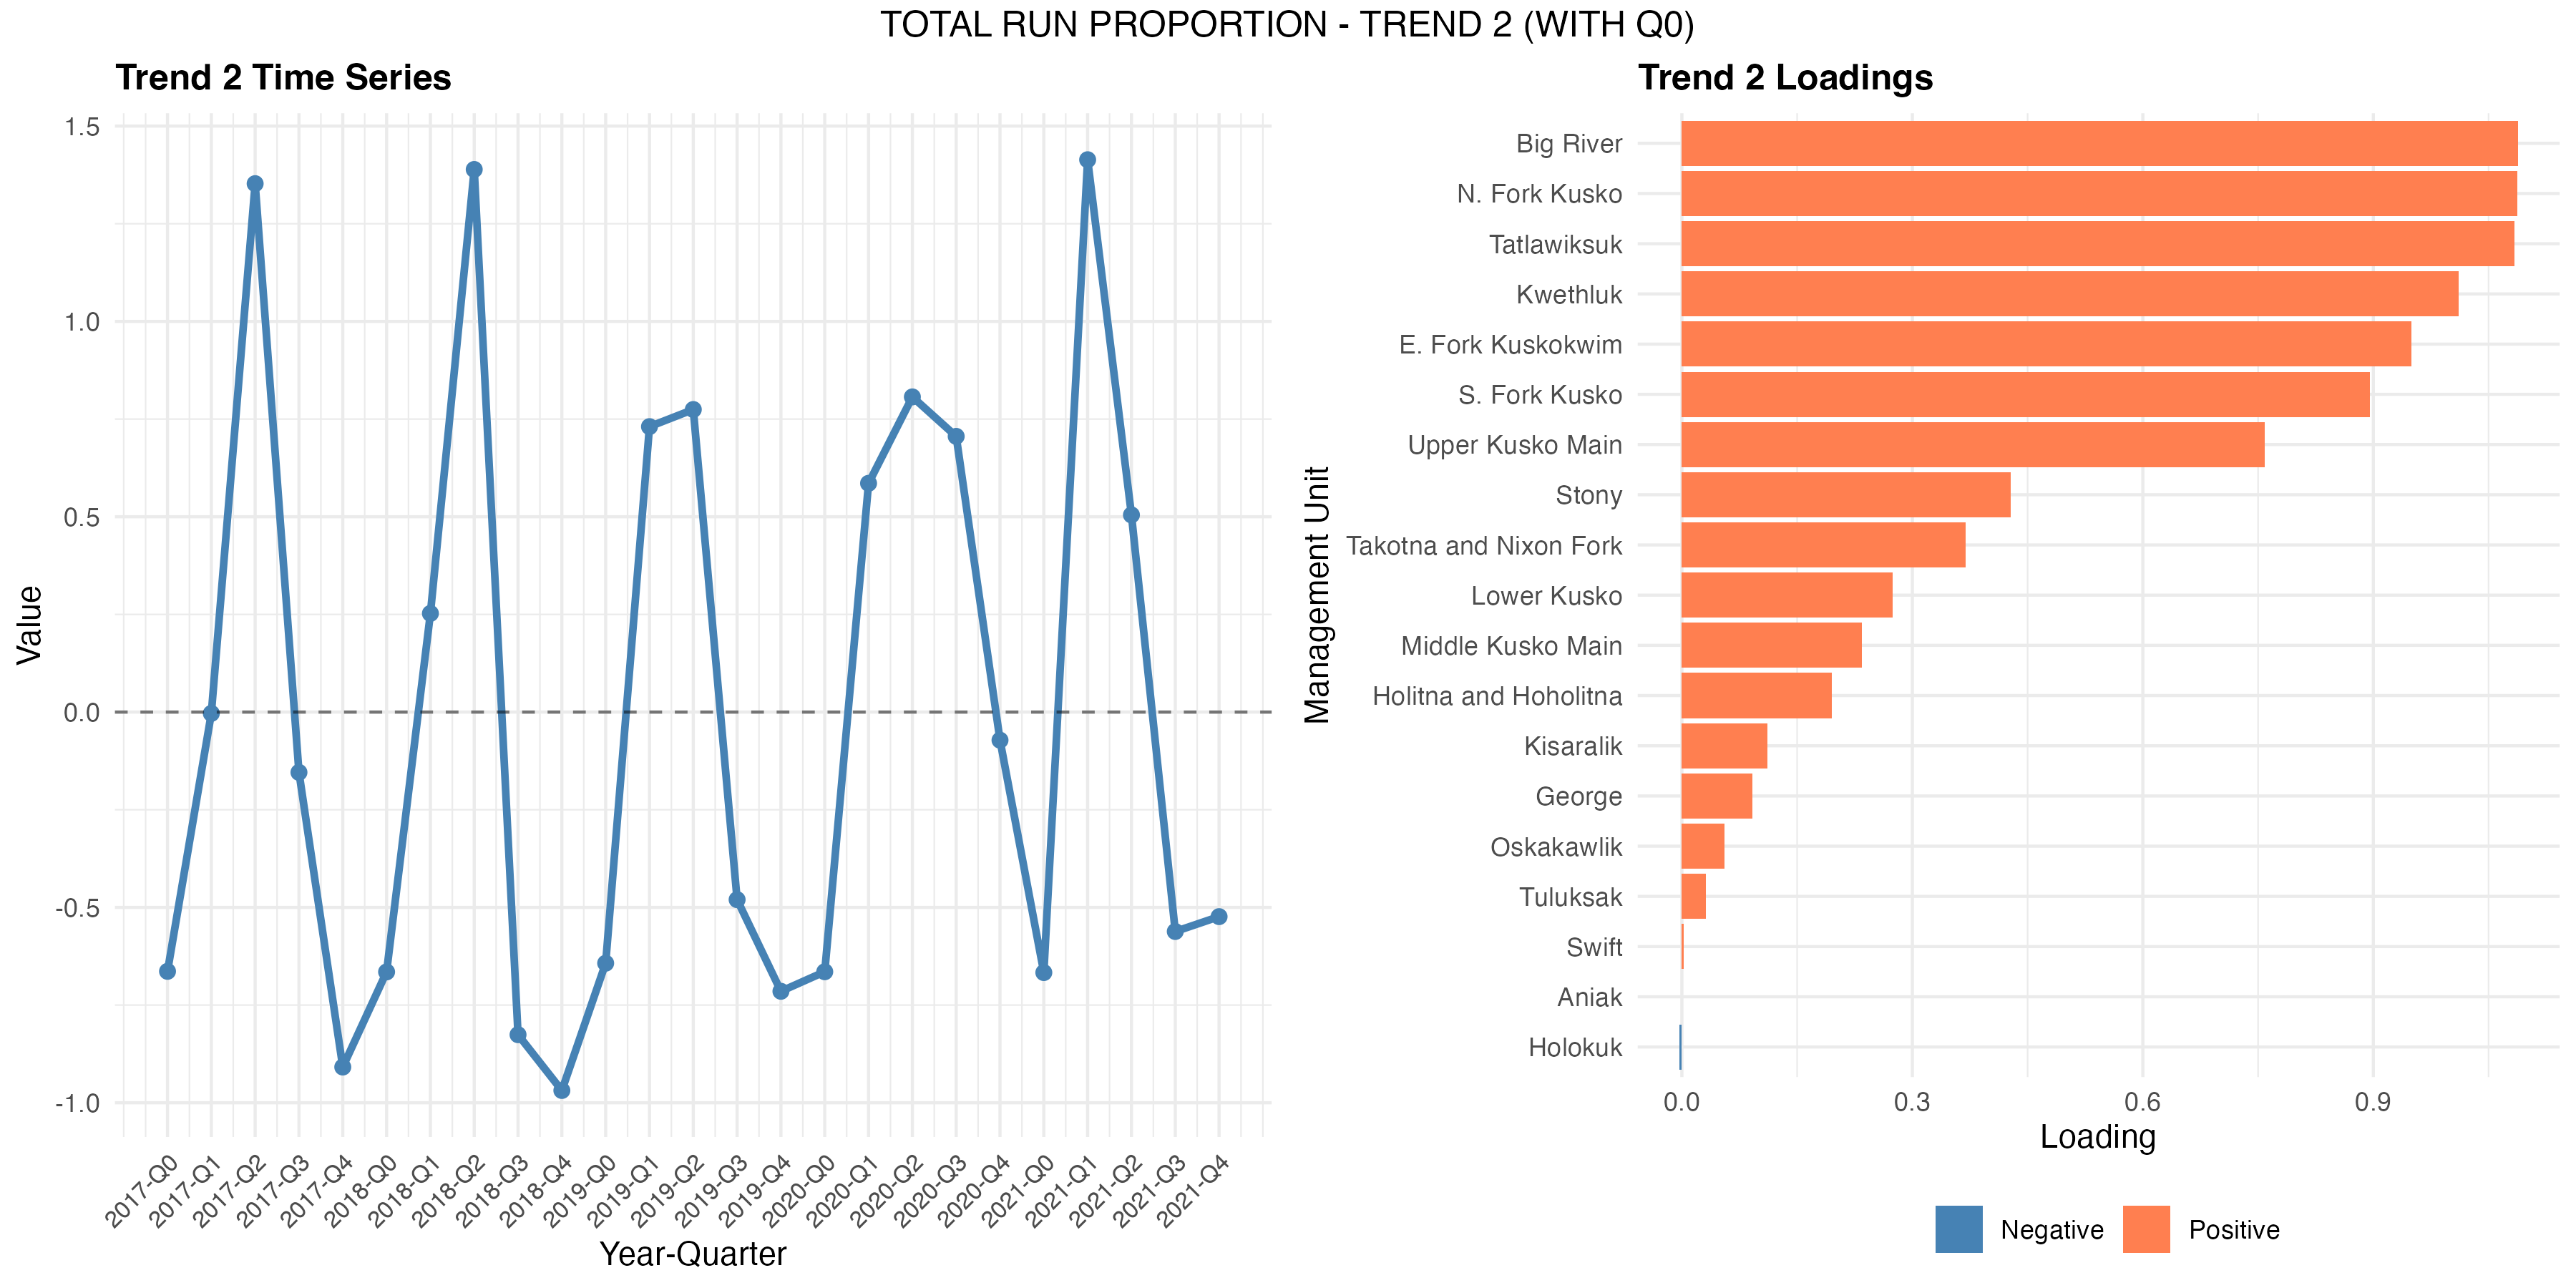 TOTAL RUN PROPORTION - TREND 2 (WITH Q0)
Trend 2 Time Series
Value
1.5
1.0
0.5
0.0
-0.5
-1.0
2017-Q0
2017-Q1
2017-Q2
2017-Q3
2017-Q4
2018-Q0
2018-Q1
2018-Q2
2018-Q3
2018-Q4
2019-Q0
2019-Q1
2019-Q2
2019-Q3
2019-Q4
2020-Q0
2020-Q1
2020-Q2
2020-Q3
2020-Q4
2021-Q0
2021-Q1
2021-Q2
2021-Q3
2021-Q4
Year-Quarter
Trend 2 Loadings
Management Unit
Big River
N. Fork Kusko
Tatlawiksuk
Kwethluk
E. Fork Kuskokwim
S. Fork Kusko
Upper Kusko Main
Stony
Takotna and Nixon Fork
Lower Kusko
Middle Kusko Main
Holitna and Hoholitna
Kisaralik
George
Oskakawlik
Tuluksak
Swift
Aniak
Holokuk
0.0
0.3
0.6
0.9
Loading
Negative
Positive